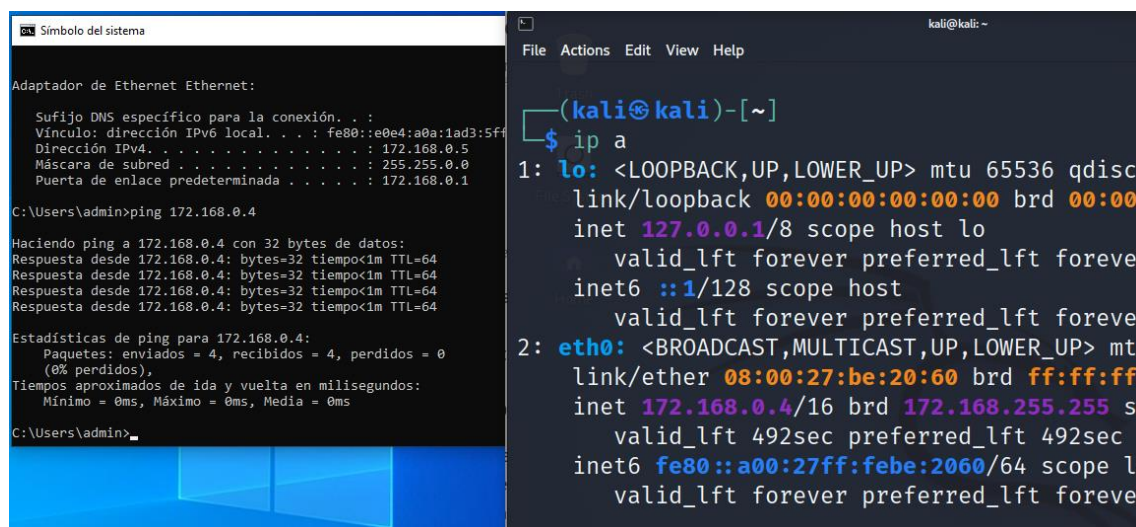 Símbolo del sistema
Adaptador de Ethernet Ethernet:
Sufijo DNS específico para la conexión. . :
Vínculo: dirección IPv6 local. . . : fe80::e0e4:a0a:1ad3:5ff
Dirección IPv4. . . . . . . . . . . . . . : 172.168.0.5
Máscara de subred . . . . . . . . . . . . : 255.255.0.0
Puerta de enlace predeterminada . . . . . : 172.168.0.1
C:\Users\admin>ping 172.168.0.4
Haciendo ping a 172.168.0.4 con 32 bytes de datos:
Respuesta desde 172.168.0.4: bytes=32 tiempo<1m TTL=64
Respuesta desde 172.168.0.4: bytes=32 tiempo<1m TTL=64
Respuesta desde 172.168.0.4: bytes=32 tiempo<1m TTL=64
Respuesta desde 172.168.0.4: bytes=32 tiempo<1m TTL=64
Estadísticas de ping para 172.168.0.4:
Paquetes: enviados = 4, recibidos = 4, perdidos = 0
(0% perdidos),
Tiempos aproximados de ida y vuelta en milisegundos:
Mínimo = 0ms, Máximo = 0ms, Media = 0ms
C:\Users\admin>
kali@kali: ~
File Actions Edit View Help
(kali㉿kali)-[~]
$ ip a
1: lo: <LOOPBACK,UP,LOWER_UP> mtu 65536 qdisc
link/loopback 00:00:00:00:00:00 brd 00:00
inet 127.0.0.1/8 scope host lo
valid_lft forever preferred_lft foreve
inet6 ::1/128 scope host
valid_lft forever preferred_lft foreve
2: eth0: <BROADCAST,MULTICAST,UP,LOWER_UP> mt
link/ether 08:00:27:be:20:60 brd ff:ff:ff
inet 172.168.0.4/16 brd 172.168.255.255 s
valid_lft 492sec preferred_lft 492sec
inet6 fe80::a00:27ff:febe:2060/64 scope l
valid_lft forever preferred_lft foreve